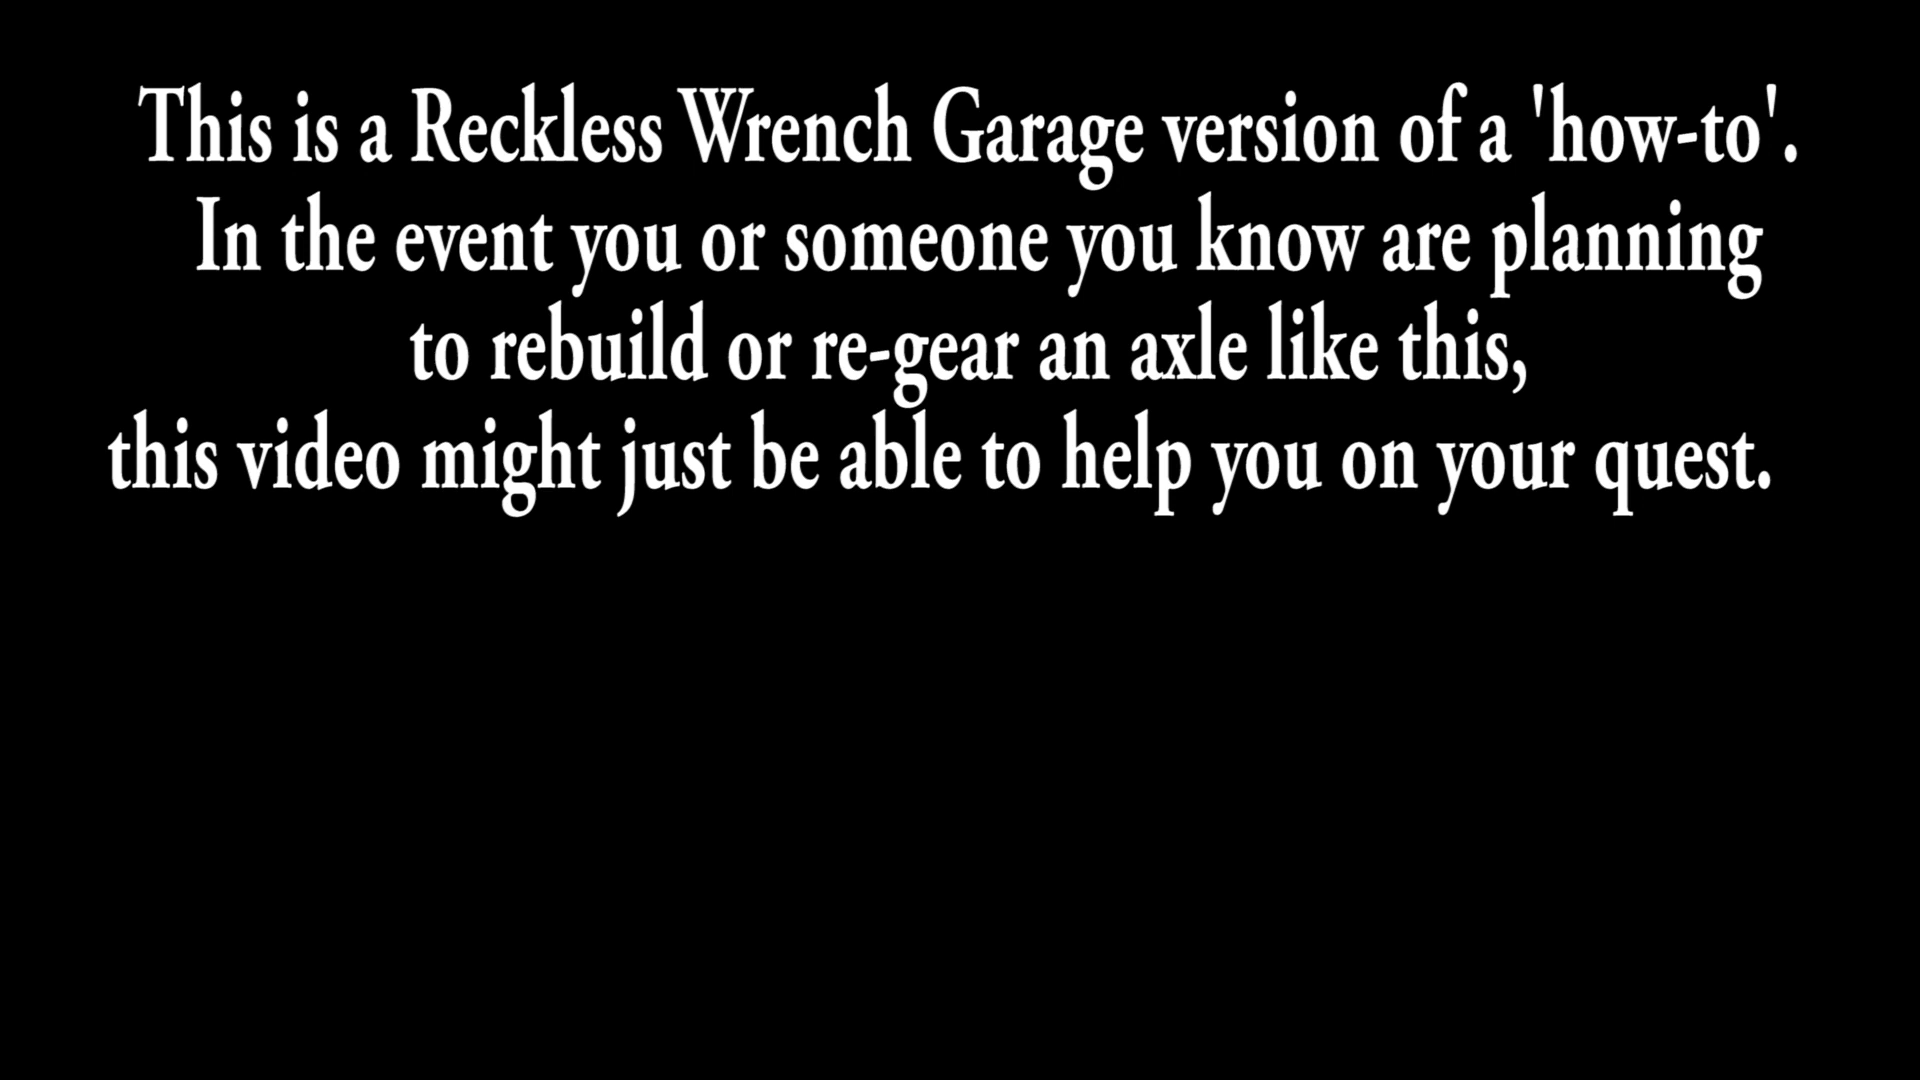 This is a Reckless Wrench Garage version of a 'how-to'.
In the event you or someone you know are planning
to rebuild or re-gear an axle like this,
this video might just be able to help you on your quest.